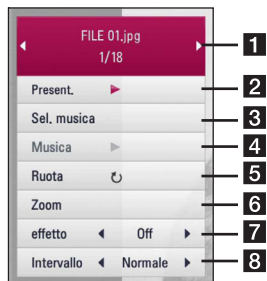 FILE 01.jpg
1/18
1
Present.
2
Sel. musica
3
Musica
4
Ruota
5
Zoom
6
effetto Off
7
Intervallo Normale
8